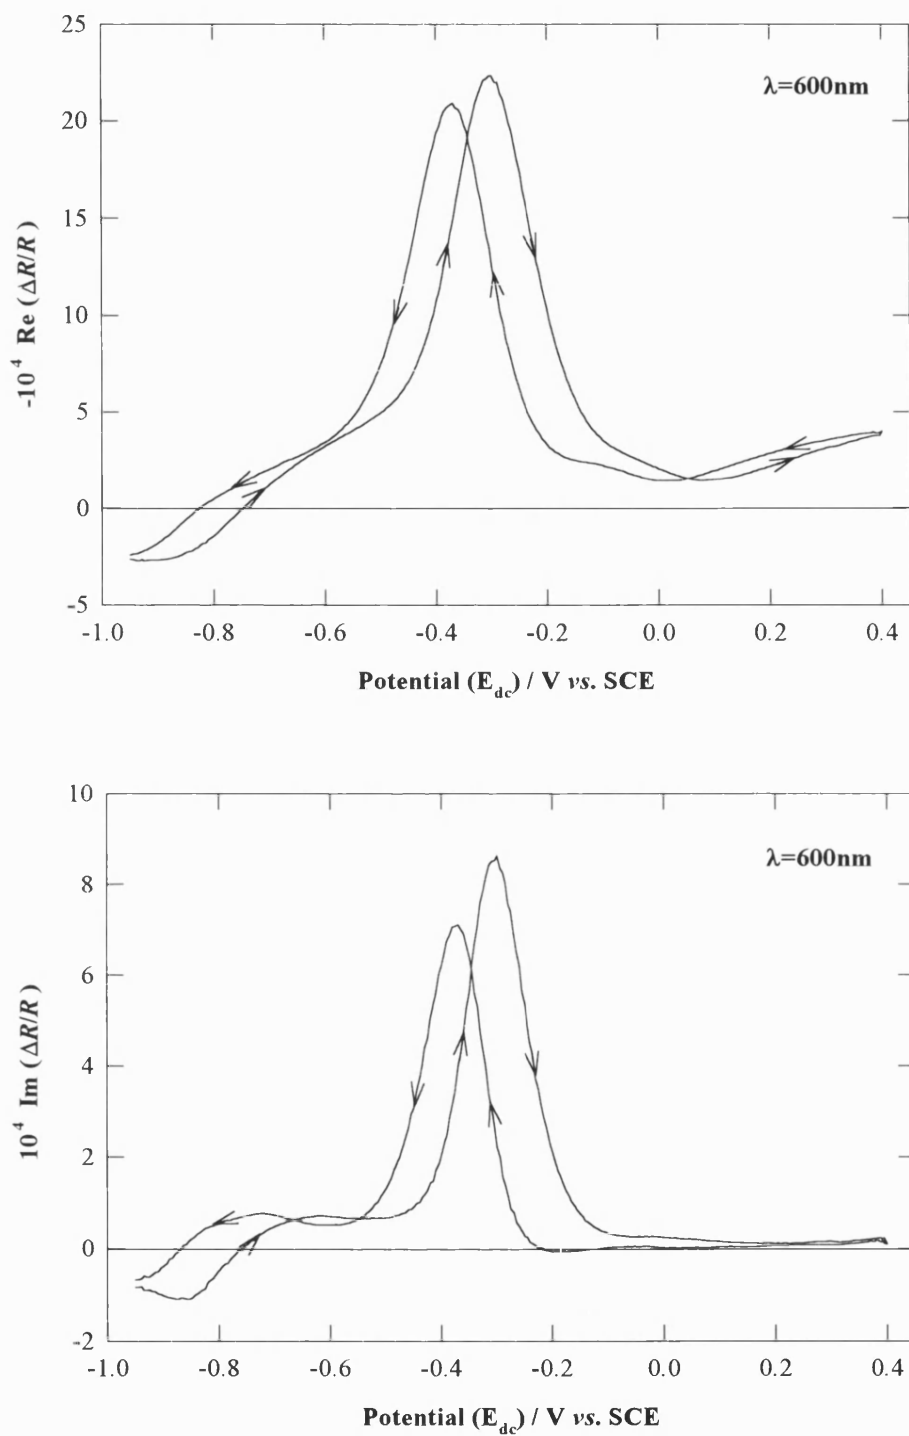 25
λ=600nm
20
15
10
5
0
-5
-10⁴ Re (ΔR/R)
-1.0 -0.8 -0.6 -0.4 -0.2 0.0 0.2 0.4
Potential (E_dc) / V vs. SCE
10
λ=600nm
8
6
4
2
0
-2
10⁴ Im (ΔR/R)
-1.0 -0.8 -0.6 -0.4 -0.2 0.0 0.2 0.4
Potential (E_dc) / V vs. SCE